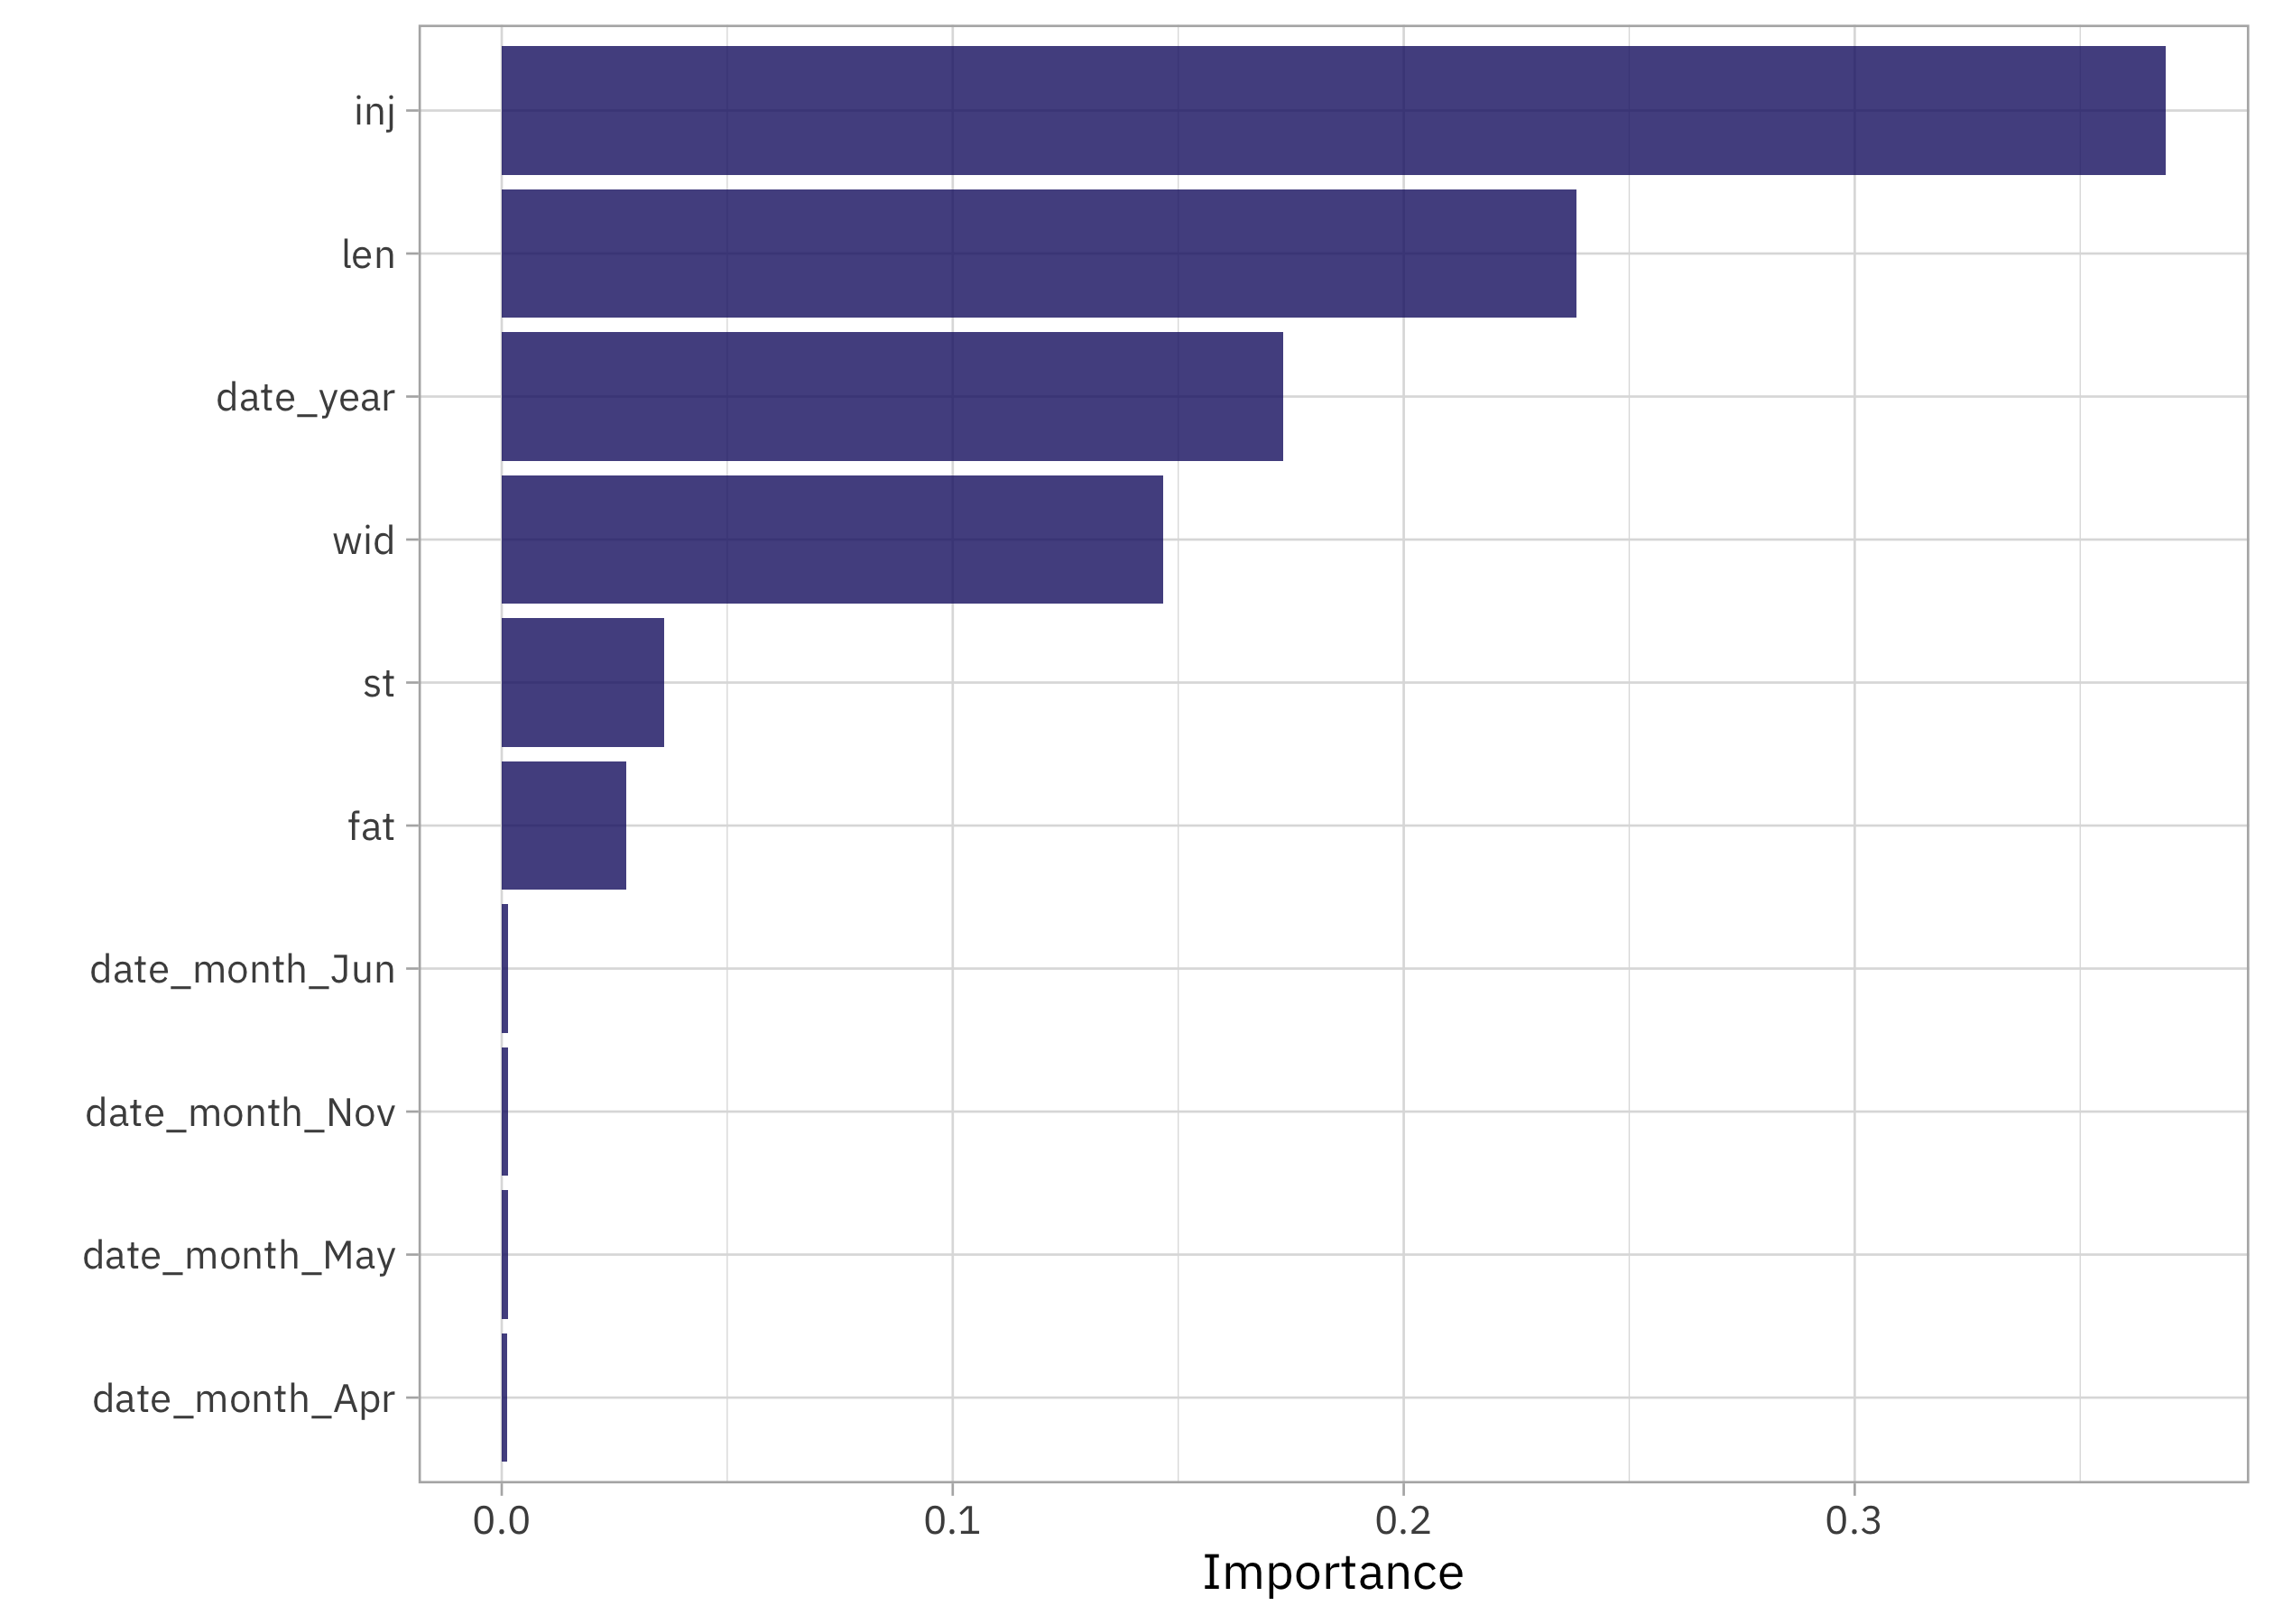 inj
len
date_year
wid
st
fat
date_month_Jun
date_month_Nov
date_month_May
date_month_Apr
0.0 0.1 0.2 0.3
Importance